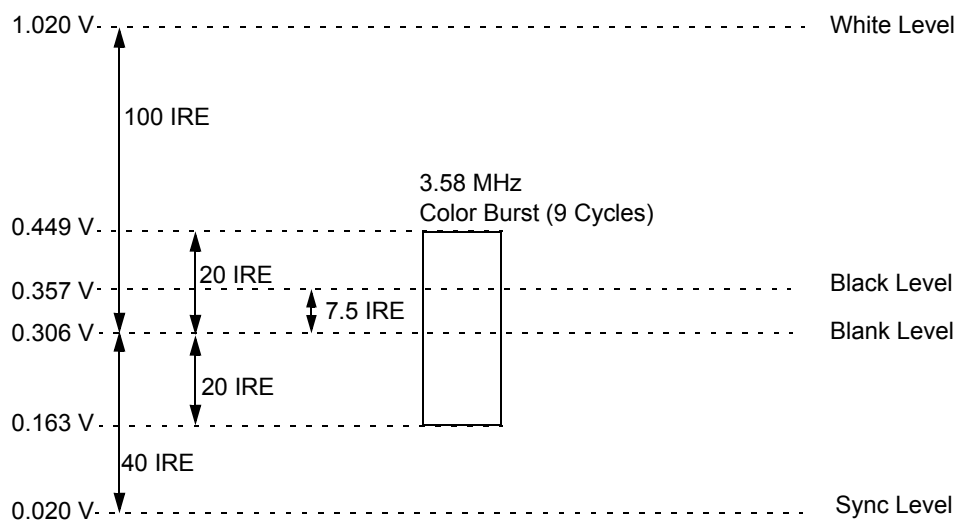 1.020 V
White Level
100 IRE
3.58 MHz
Color Burst (9 Cycles)
0.449 V
20 IRE
0.357 V
7.5 IRE
Black Level
0.306 V
Blank Level
20 IRE
0.163 V
40 IRE
0.020 V
Sync Level